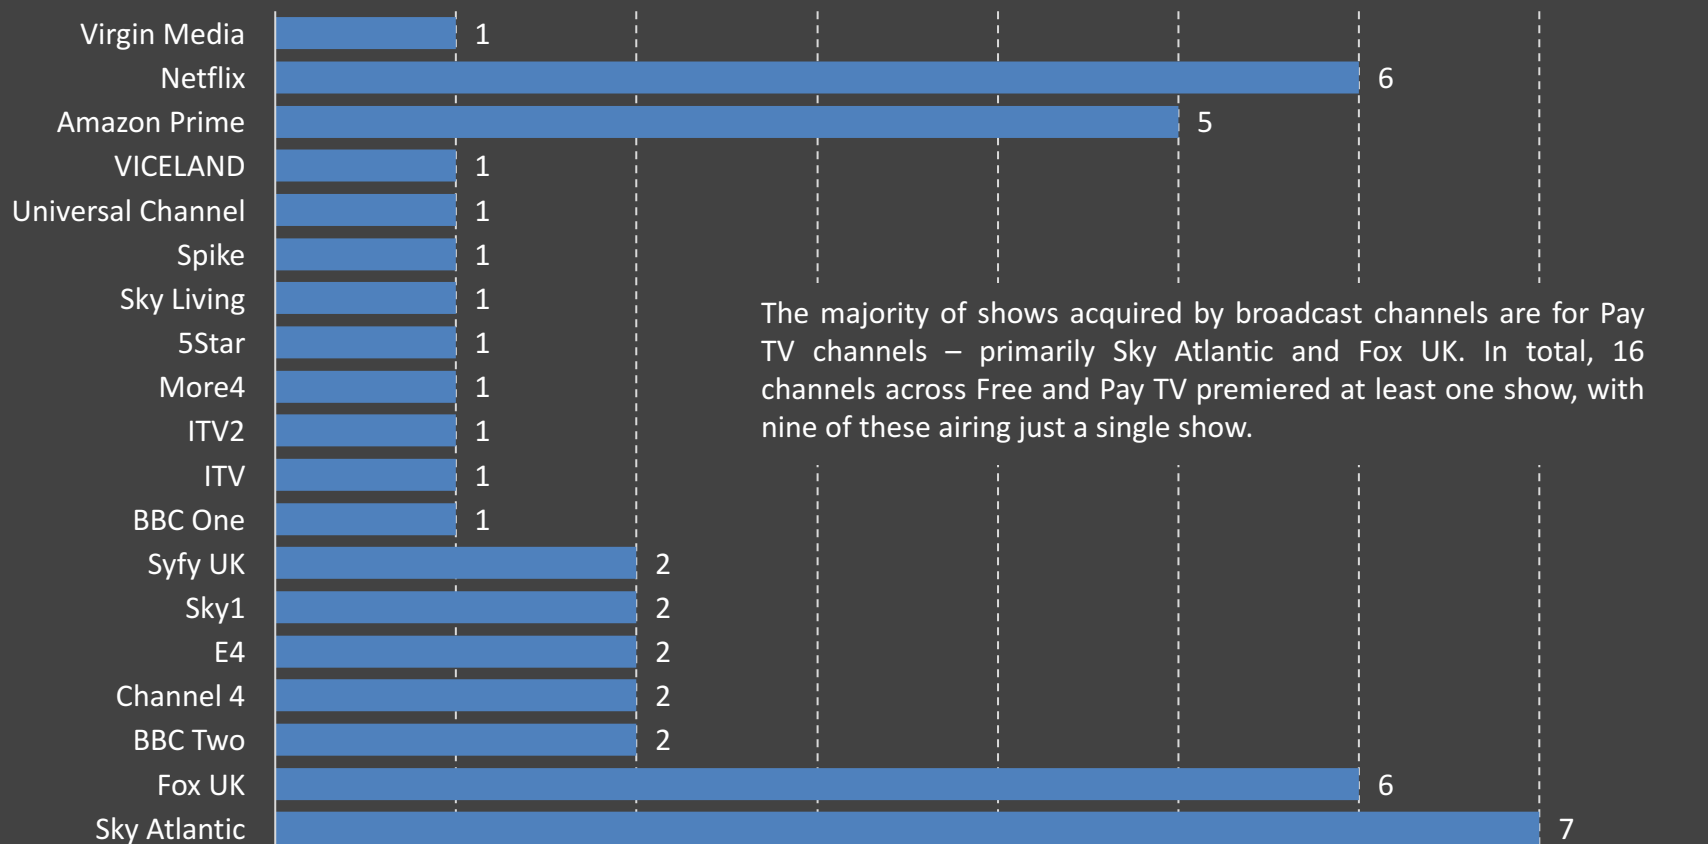 Virgin Media 1
Netflix 6
Amazon Prime 5
VICELAND 1
Universal Channel 1
Spike 1
Sky Living 1
5Star 1
More4 1
ITV2 1
ITV 1
BBC One 1
Syfy UK 2
Sky1 2
E4 2
Channel 4 2
BBC Two 2
Fox UK 6
Sky Atlantic 7
The majority of shows acquired by broadcast channels are for Pay
TV channels – primarily Sky Atlantic and Fox UK. In total, 16
channels across Free and Pay TV premiered at least one show, with
nine of these airing just a single show.